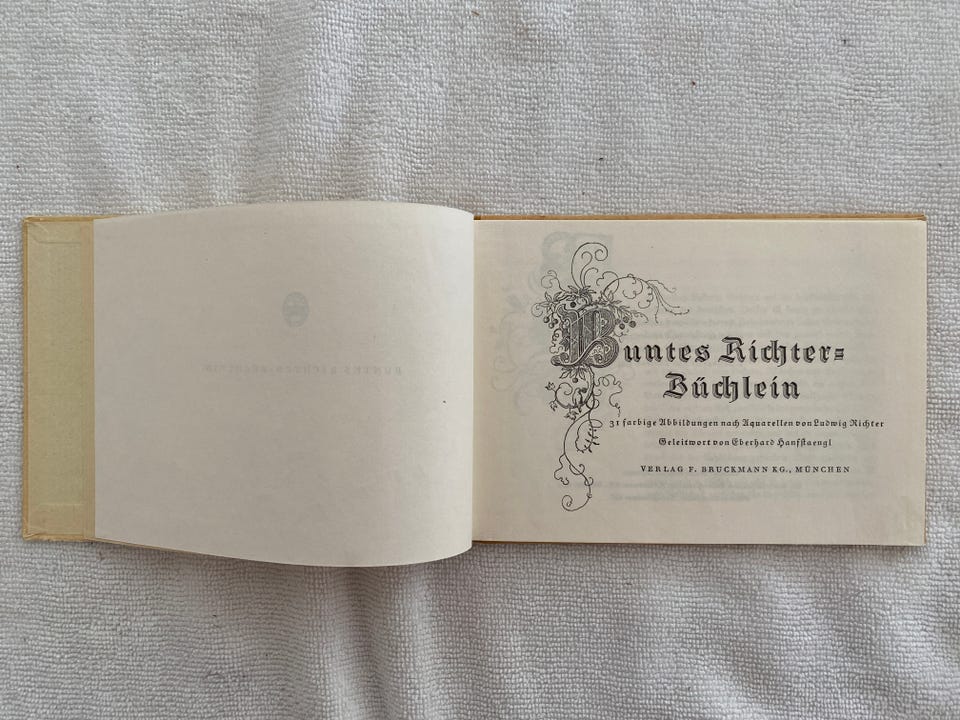 Buntes Richter=
Büchlein
31 farbige Abbildungen nach Aquarellen von Ludwig Richter
Geleitwort von Eberhard Hanfstaengl
VERLAG F. BRUCKMANN KG., MÜNCHEN